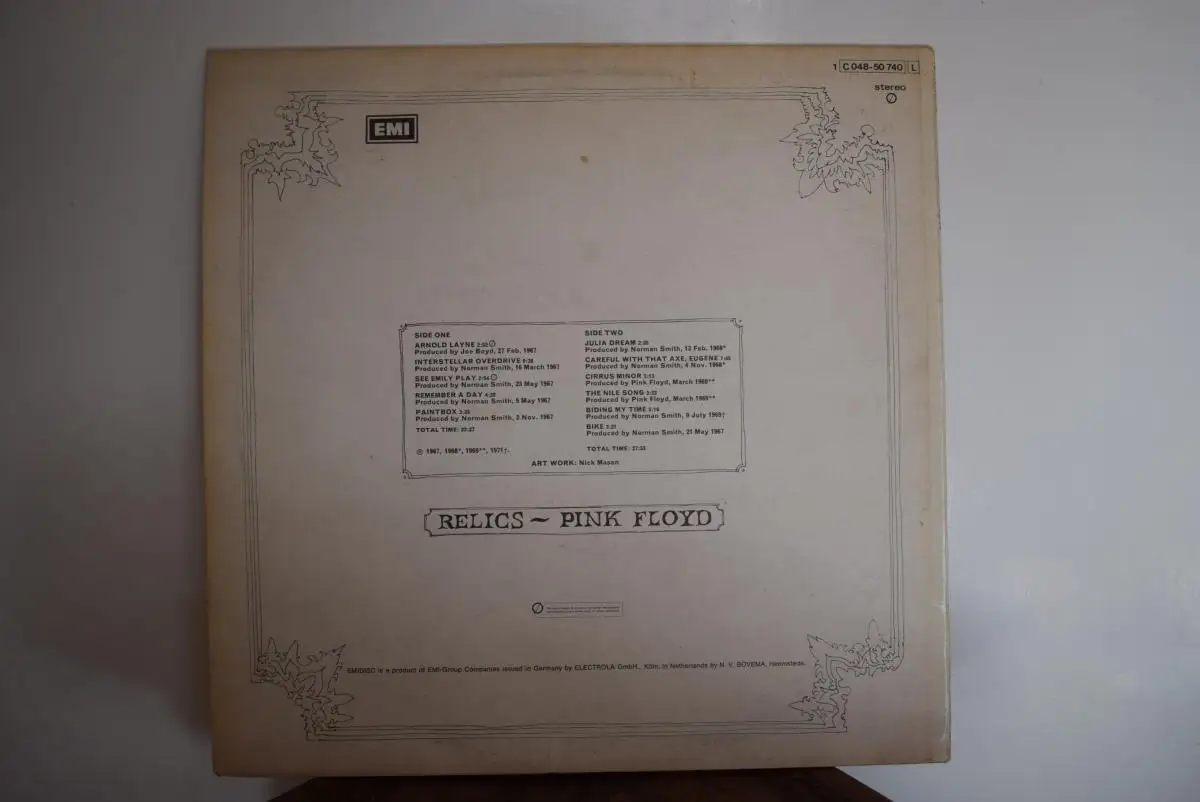 1 C 048-50 740 L
stereo
EMI
SIDE ONE
ARNOLD LAYNE 2:52
Produced by Joe Boyd, 27 Feb. 1967
INTERSTELLAR OVERDRIVE
Produced by Norman Smith, 16 March 1967
SEE EMILY PLAY 2:54
Produced by Norman Smith, 23 May 1967
REMEMBER A DAY
Produced by Norman Smith, 9 May 1967
PAINTBOX
Produced by Norman Smith, 2 Nov. 1967
TOTAL TIME:
Ⓟ 1967, 1968*, 1969**, 1971†.
SIDE TWO
JULIA DREAM
Produced by Norman Smith, 13 Feb. 1968*
CAREFUL WITH THAT AXE, EUGENE
Produced by Norman Smith, 4 Nov. 1968*
CIRRUS MINOR
Produced by Pink Floyd, March 1969**
THE NILE SONG
Produced by Pink Floyd, March 1969**
BIDING MY TIME
Produced by Norman Smith, 9 July 1969†
BIKE
Produced by Norman Smith, 21 May 1967
TOTAL TIME:
ART WORK: Nick Mason
RELICS ~ PINK FLOYD
EMIDISC is a product of EMI-Group Companies issued in Germany by ELECTROLA GmbH., Köln, in Netherlands by N. V. BOVEMA, Heemstede.